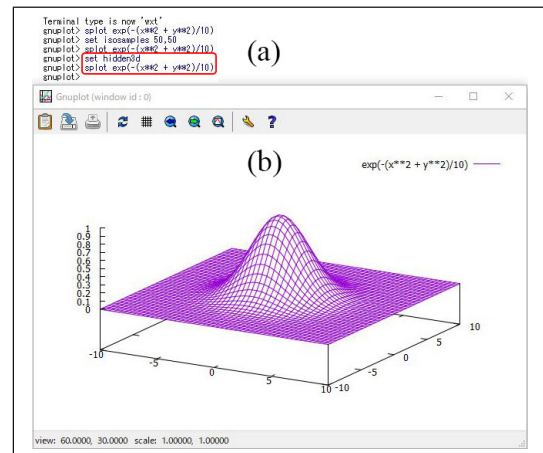 Terminal type is now 'wxt'
gnuplot> splot exp(-(x**2 + y**2)/10)
gnuplot> set isosamples 50,50
gnuplot> splot exp(-(x**2 + y**2)/10)
gnuplot> set hidden3d
gnuplot> splot exp(-(x**2 + y**2)/10)
gnuplot>
(a)
Gnuplot (window id : 0)
(b)
exp(-(x**2 + y**2)/10)
1
0.9
0.8
0.7
0.6
0.5
0.4
0.3
0.2
0.1
0
-10
-5
0
5
10
-10
-5
0
5
10
view: 60.0000, 30.0000 scale: 1.00000, 1.00000